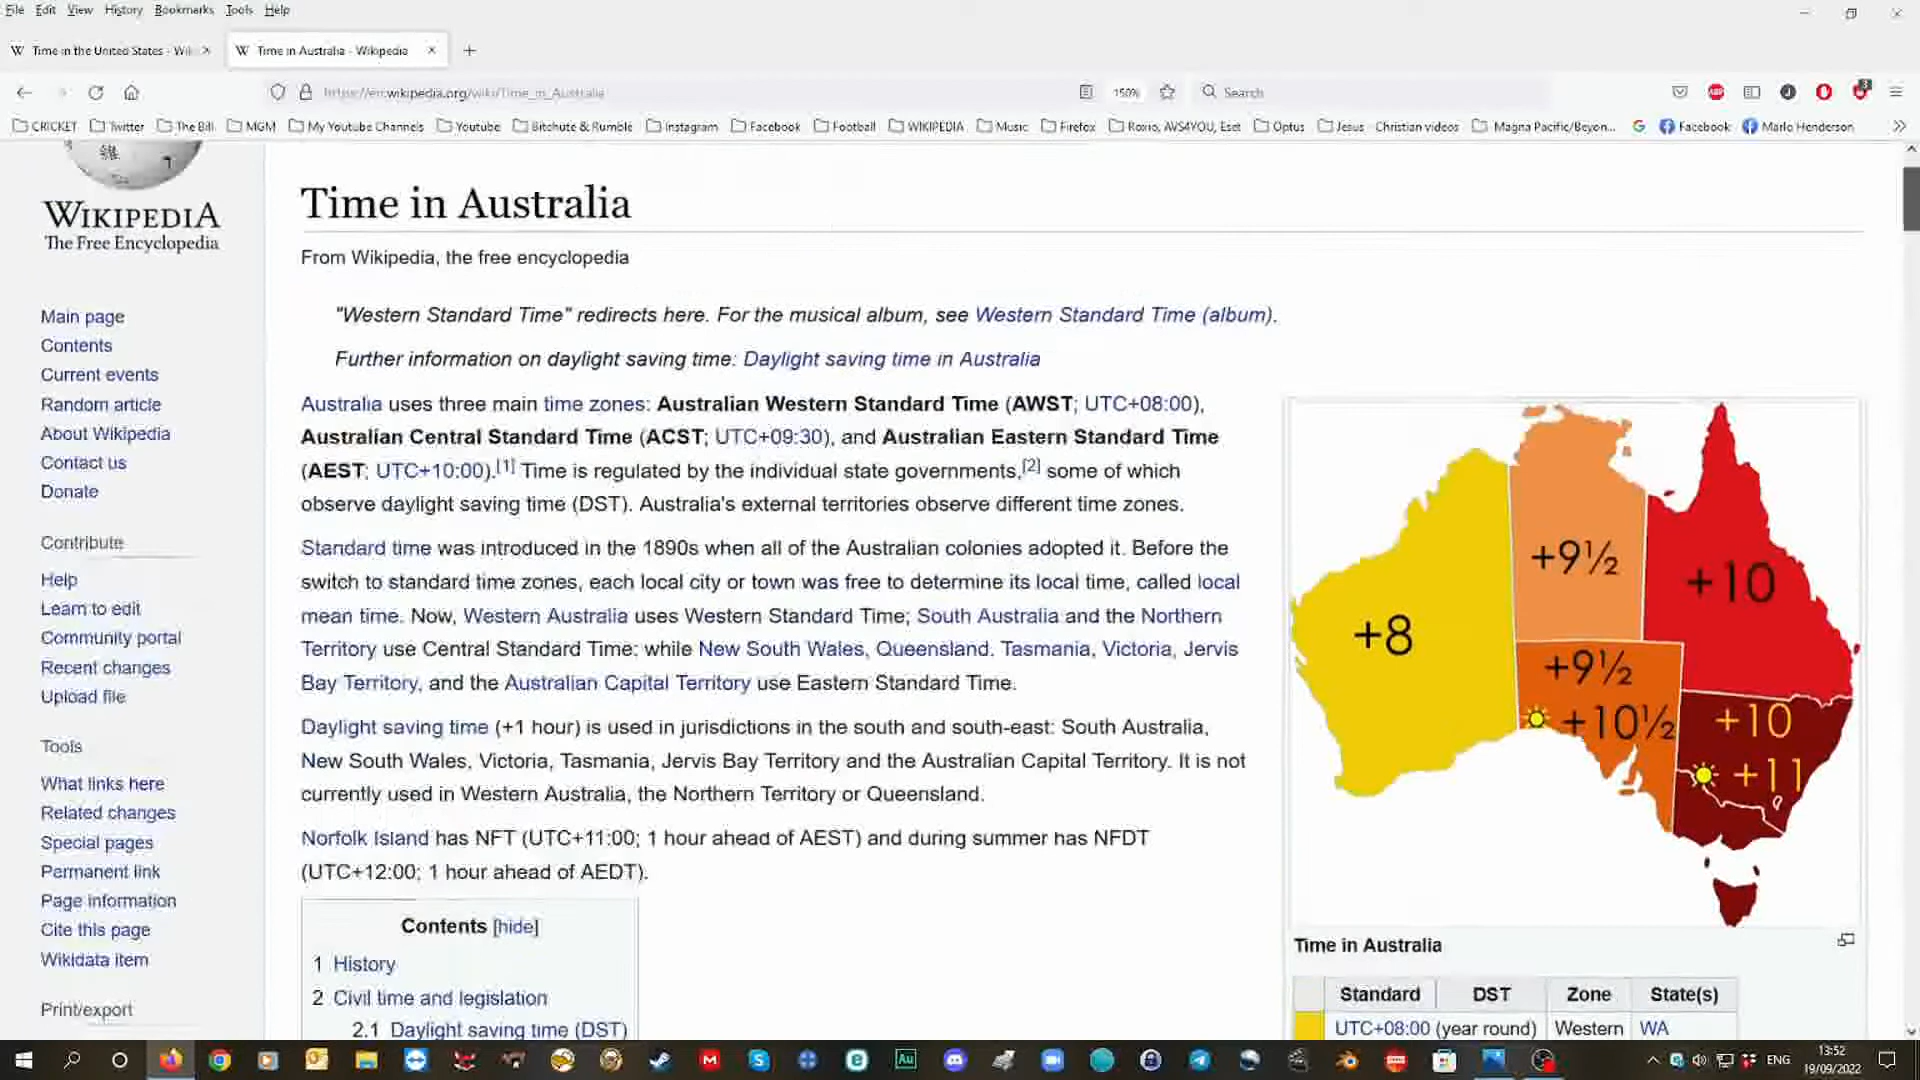 File Edit View History Bookmarks Tools Help
Time in the United States - Wi
Time in Australia - Wikipedia
https://en.wikipedia.org/wiki/Time_in_Australia
150%
Search
3
CRICKET Twitter The Bill MGM My Youtube Channels Youtube Bitchute & Rumble Instagram Facebook Football WIKIPEDIA Music Firefox Roxio, AVS4YOU, Eset Optus Jesus - Christian videos Magna Pacific/Beyon... Facebook Marlo Henderson
WIKIPEDIA
The Free Encyclopedia
Main page
Contents
Current events
Random article
About Wikipedia
Contact us
Donate
Contribute
Help
Learn to edit
Community portal
Recent changes
Upload file
Tools
What links here
Related changes
Special pages
Permanent link
Page information
Cite this page
Wikidata item
Print/export
Time in Australia
From Wikipedia, the free encyclopedia
"Western Standard Time" redirects here. For the musical album, see Western Standard Time (album).
Further information on daylight saving time: Daylight saving time in Australia
Australia uses three main time zones: Australian Western Standard Time (AWST; UTC+08:00),
Australian Central Standard Time (ACST; UTC+09:30), and Australian Eastern Standard Time
(AEST; UTC+10:00).[1] Time is regulated by the individual state governments,[2] some of which
observe daylight saving time (DST). Australia's external territories observe different time zones.
Standard time was introduced in the 1890s when all of the Australian colonies adopted it. Before the
switch to standard time zones, each local city or town was free to determine its local time, called local
mean time. Now, Western Australia uses Western Standard Time; South Australia and the Northern
Territory use Central Standard Time; while New South Wales, Queensland, Tasmania, Victoria, Jervis
Bay Territory, and the Australian Capital Territory use Eastern Standard Time.
Daylight saving time (+1 hour) is used in jurisdictions in the south and south-east: South Australia,
New South Wales, Victoria, Tasmania, Jervis Bay Territory and the Australian Capital Territory. It is not
currently used in Western Australia, the Northern Territory or Queensland.
Norfolk Island has NFT (UTC+11:00; 1 hour ahead of AEST) and during summer has NFDT
(UTC+12:00; 1 hour ahead of AEDT).
Contents [hide]
1 History
2 Civil time and legislation
2.1 Daylight saving time (DST)
+8
+9½
+10
+9½
+10½
+10
+11
Time in Australia
Standard DST Zone State(s)
UTC+08:00 (year round) Western WA
ENG
13:52
19/09/2022